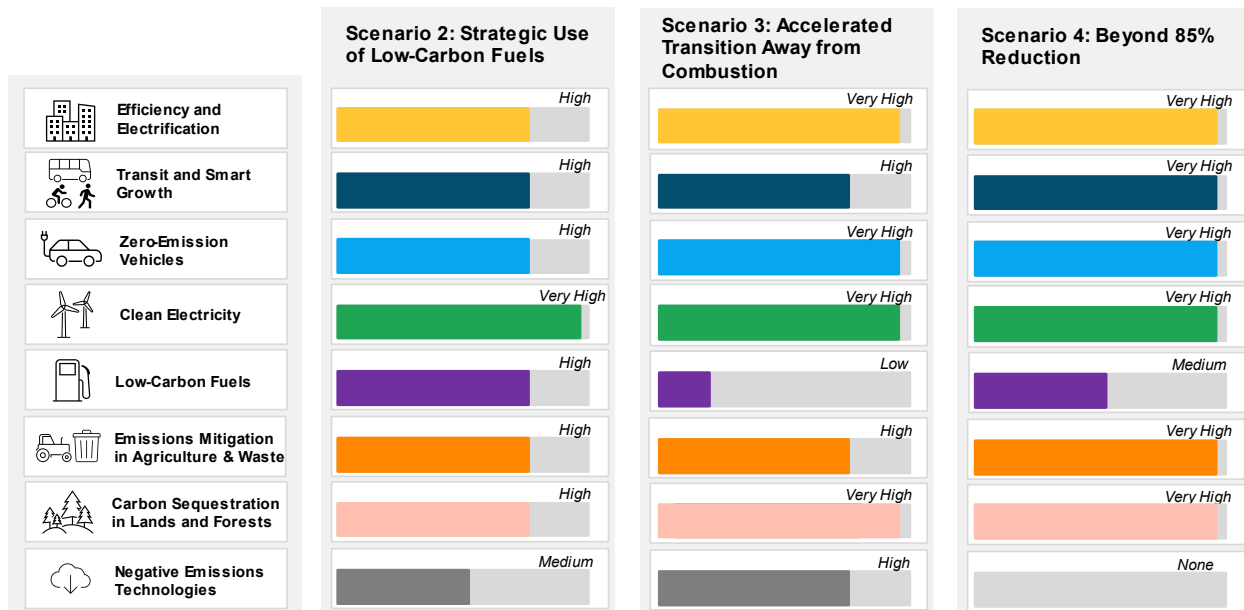 Scenario 2: Strategic Use
of Low-Carbon Fuels
Scenario 3: Accelerated
Transition Away from
Combustion
Scenario 4: Beyond 85%
Reduction
Efficiency and
Electrification
High
Very High
Very High
Transit and Smart
Growth
High
High
Very High
Zero-Emission
Vehicles
High
Very High
Very High
Clean Electricity
Very High
Very High
Very High
Low-Carbon Fuels
High
Low
Medium
Emissions Mitigation
in Agriculture & Waste
High
High
Very High
Carbon Sequestration
in Lands and Forests
High
Very High
Very High
Negative Emissions
Technologies
Medium
High
None